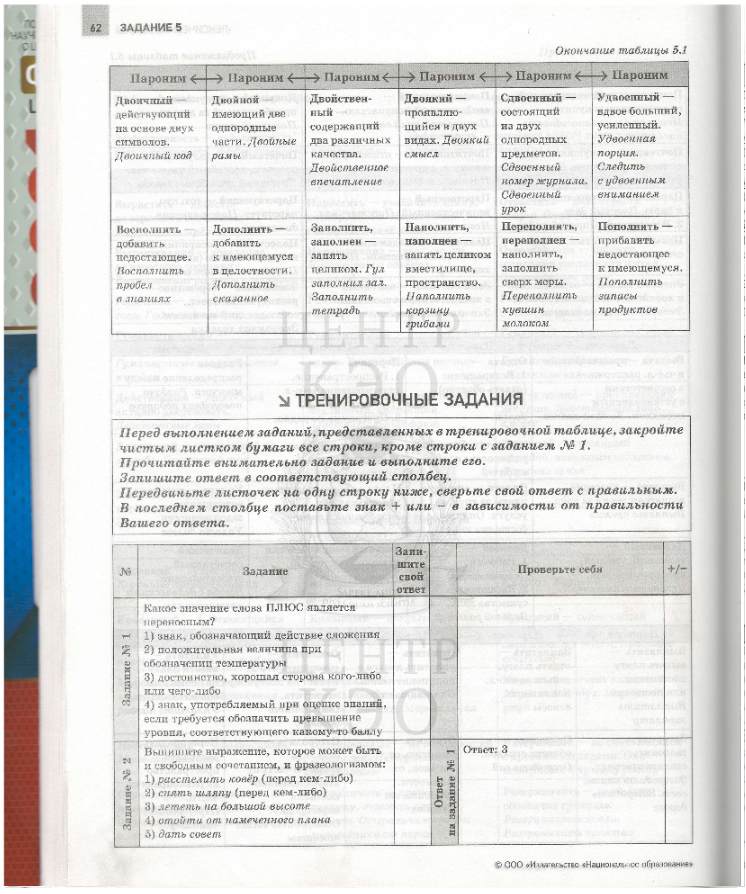 62 ЗАДАНИЕ 5
Окончание таблицы 5.1
Пароним Пароним Пароним Пароним Пароним Пароним
Двоичный —
действующий
на основе двух
символов.
Двоичный код
Двойной —
имеющий две
однородные
части. Двойные
рамы
Двойствен-
ный —
содержащий
два различных
качества.
Двойственное
впечатление
Двоякий —
проявляю-
щийся в двух
видах. Двоякий
смысл
Сдвоенный —
состоящий
из двух
однородных
предметов.
Сдвоенный
номер журнала.
Сдвоенный
урок
Удвоенный —
вдвое больший,
усиленный.
Удвоенная
порция.
Следить
с удвоенным
вниманием
Восполнить —
добавить
недостающее.
Восполнить
пробел
в знаниях
Дополнить —
добавить
к имеющемуся
в целостности.
Дополнить
сказанное
Заполнить,
заполнен —
занять
целиком. Гул
заполнил зал.
Заполнить
тетрадь
Наполнить,
наполнен —
занять целиком
вместилище,
пространство.
Наполнить
корзину
грибами
Переполнить,
переполнен —
наполнить,
заполнить
сверх меры.
Переполнить
кувшин
молоком
Пополнить —
прибавить
недостающее
к имеющемуся.
Пополнить
запасы
продуктов
ЦЕНТР
КЭО
ТРЕНИРОВОЧНЫЕ ЗАДАНИЯ
Перед выполнением заданий, представленных в тренировочной таблице, закройте
чистым листком бумаги все строки, кроме строки с заданием № 1.
Прочитайте внимательно задание и выполните его.
Запишите ответ в соответствующий столбец.
Передвиньте листочек на одну строку ниже, сверьте свой ответ с правильным.
В последнем столбце поставьте знак + или − в зависимости от правильности
Вашего ответа.
№
Задание
Запи-
шите
свой
ответ
Проверьте себя
+/−
Задание № 1
Какое значение слова ПЛЮС является
переносным?
1) знак, обозначающий действие сложения
2) положительная величина при
обозначении температуры
3) достоинство, хорошая сторона кого-либо
или чего-либо
4) знак, употребляемый при оценке знаний,
если требуется обозначить превышение
уровня, соответствующего какому-то баллу
ЦЕНТР
КЭО
Задание № 2
Выпишите выражение, которое может быть
и свободным сочетанием, и фразеологизмом:
1) расстелить ковёр (перед кем-либо)
2) снять шляпу (перед кем-либо)
3) лететь на большой высоте
4) отойти от намеченного плана
5) дать совет
Ответ
на задание № 1
Ответ: 3
© ООО «Издательство «Национальное образование»